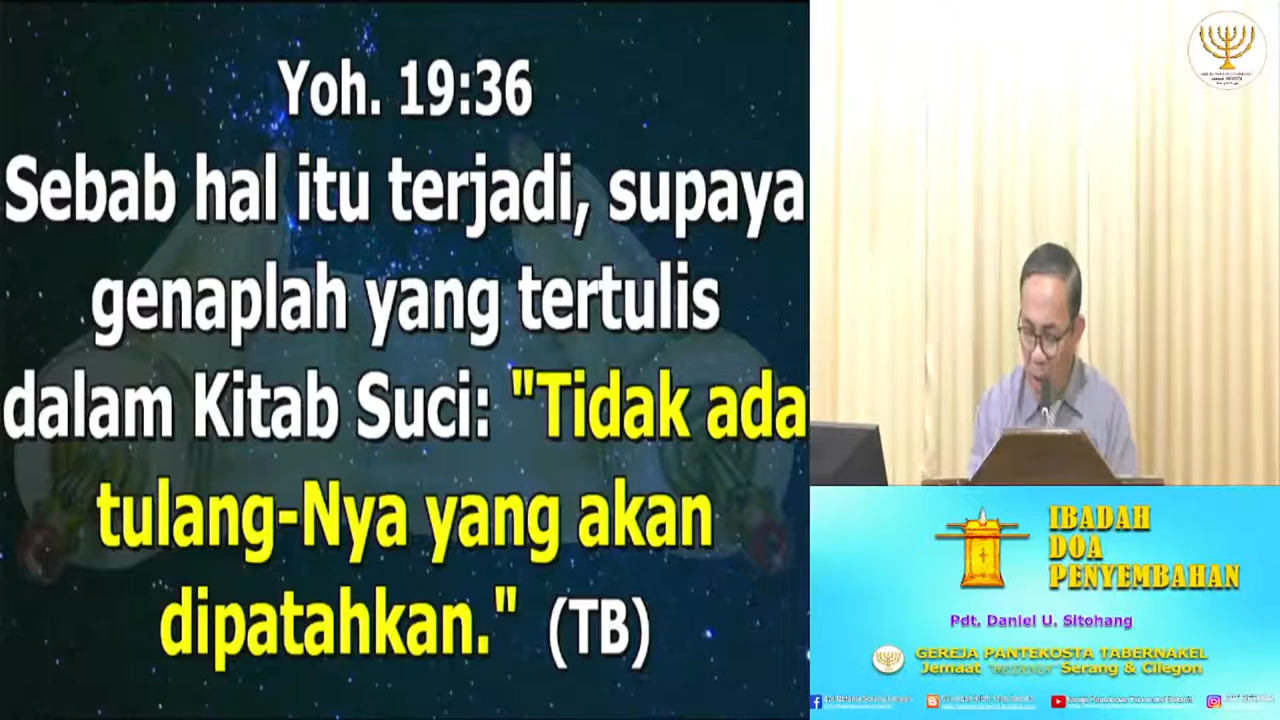 Yoh. 19:36
Sebab hal itu terjadi, supaya
genaplah yang tertulis
dalam Kitab Suci: "Tidak ada
tulang-Nya yang akan
dipatahkan." (TB)
IBADAH
DOA
PENYEMBAHAN
Pdt. Daniel U. Sitohang
GEREJA PANTEKOSTA TABERNAKEL
Jemaat Serang & Cilegon